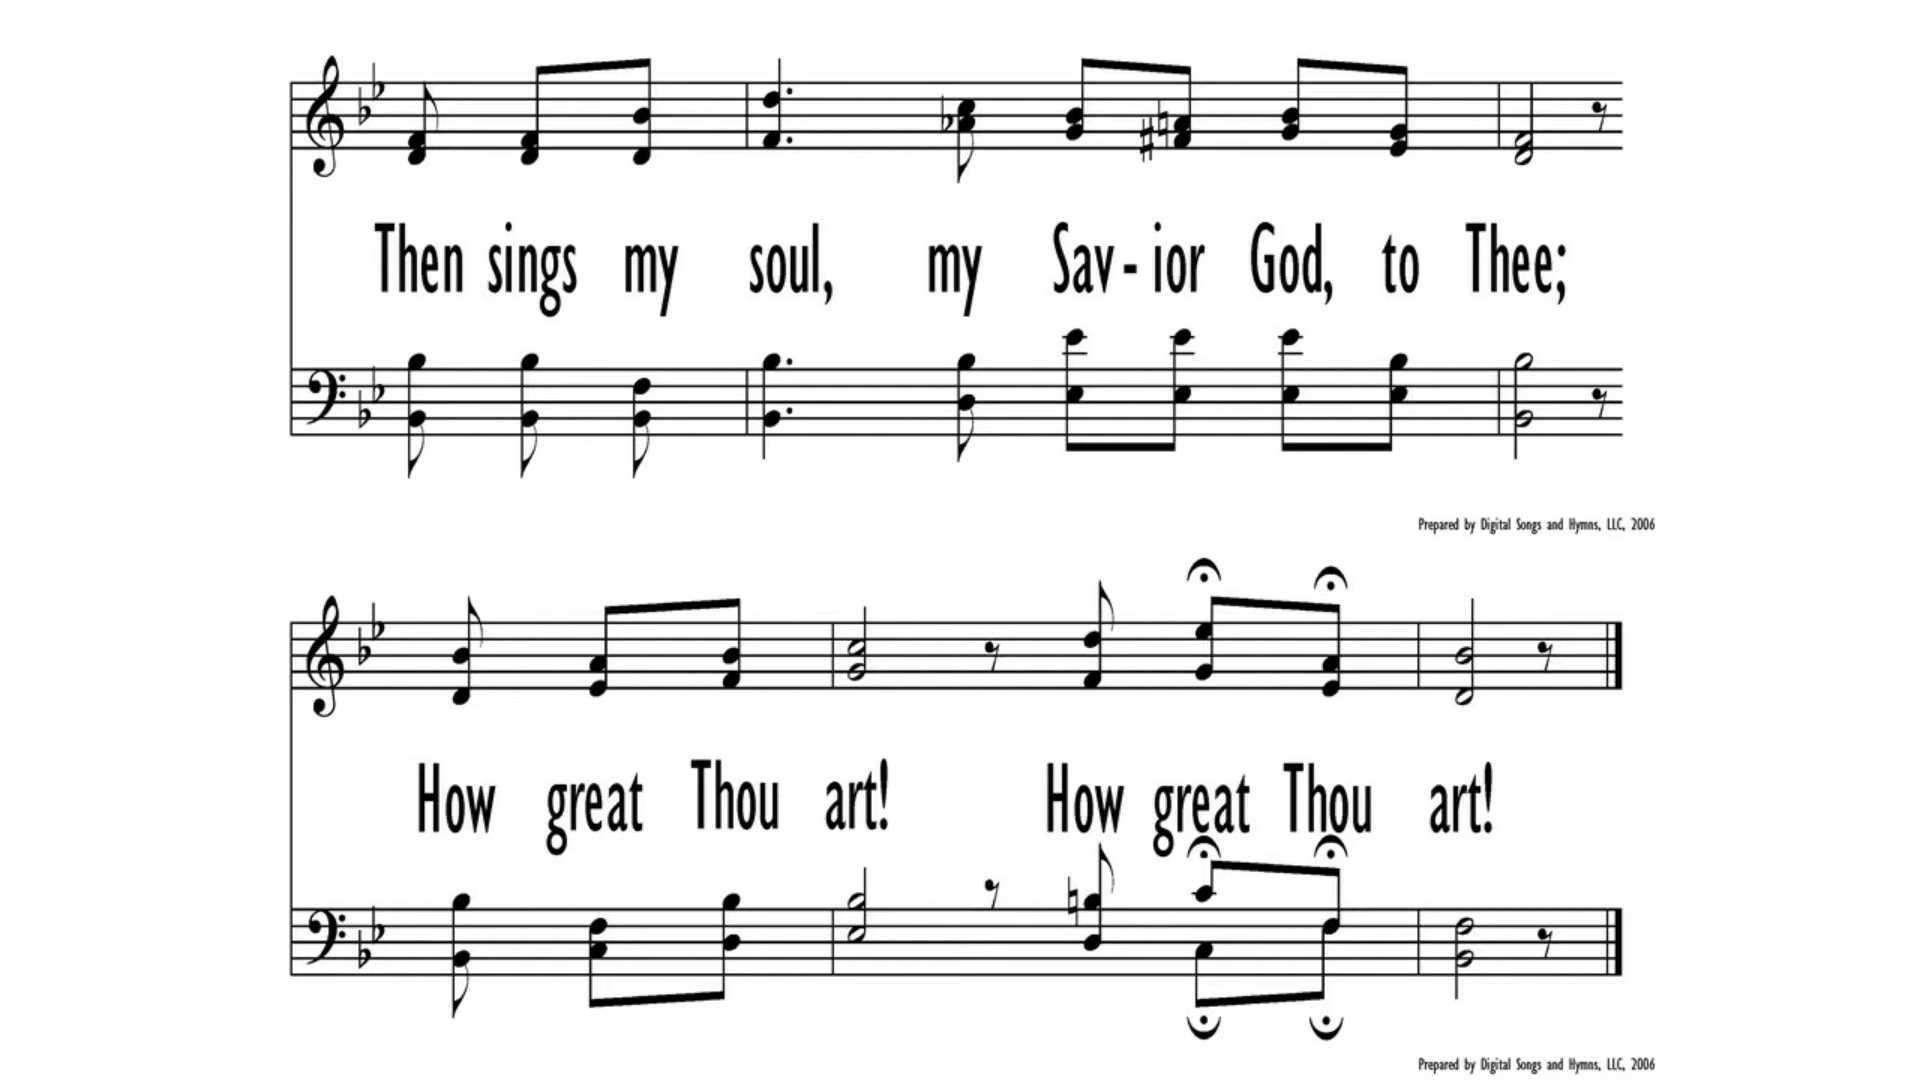 Then sings my soul, my Sav-ior God, to Thee;
Prepared by Digital Songs and Hymns, LLC, 2006
How great Thou art! How great Thou art!
Prepared by Digital Songs and Hymns, LLC, 2006